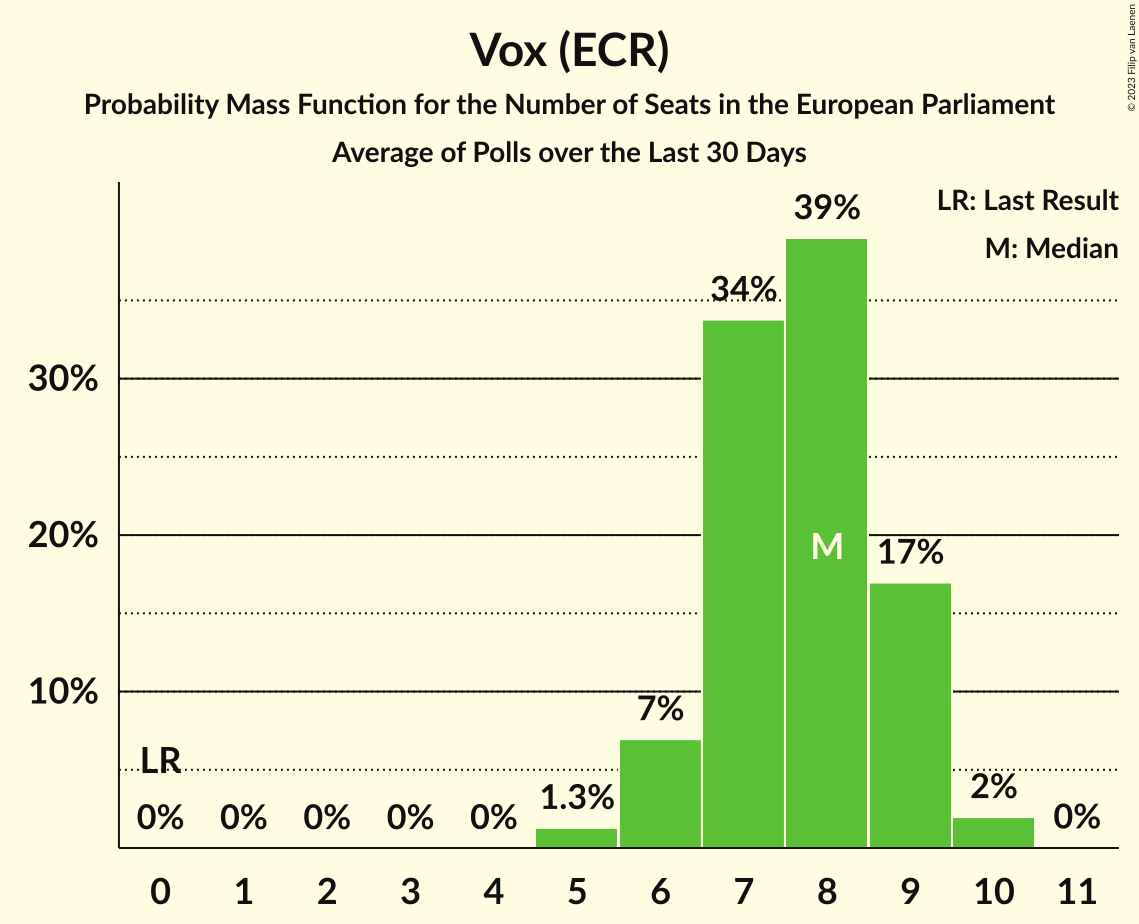 Vox (ECR)
Probability Mass Function for the Number of Seats in the European Parliament
Average of Polls over the Last 30 Days
© 2023 Filip van Laenen
LR: Last Result
M: Median
39%
34%
30%
20%
M
17%
10%
7%
LR
1.3%
2%
0% 0% 0% 0% 0% 0%
0 1 2 3 4 5 6 7 8 9 10 11